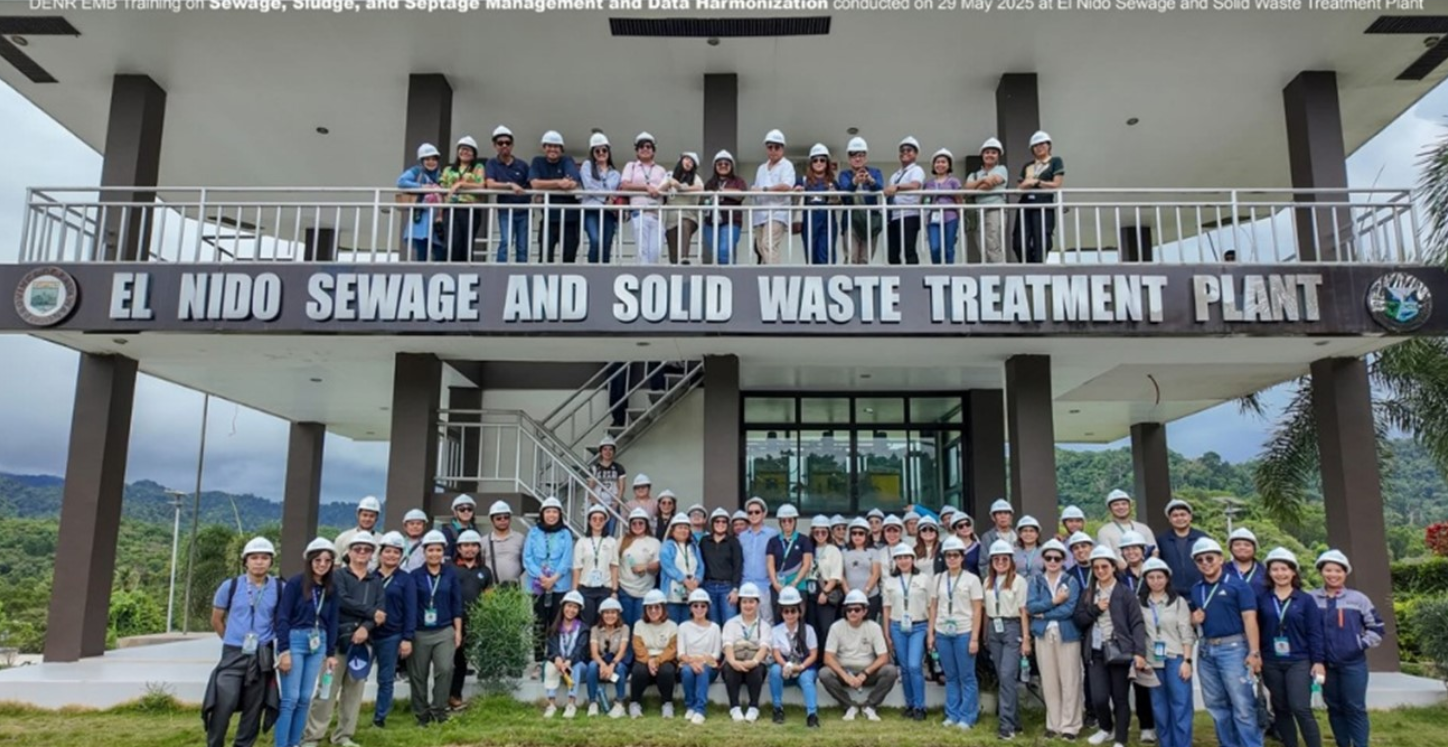 DENR EMB Training on Sewage, Sludge, and Septage Management and Data Harmonization conducted on 29 May 2025 at El Nido Sewage and Solid Waste Treatment Plant
EL NIDO SEWAGE AND SOLID WASTE TREATMENT PLANT